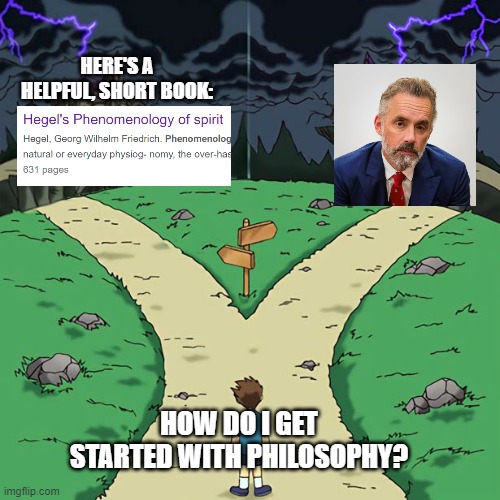 HERE'S A
HELPFUL, SHORT BOOK:
Hegel's Phenomenology of spirit
Hegel, Georg Wilhelm Friedrich. Phenomenolog
natural or everyday physiog- nomy, the over-has
631 pages
HOW DO I GET
STARTED WITH PHILOSOPHY?
imgflip.com